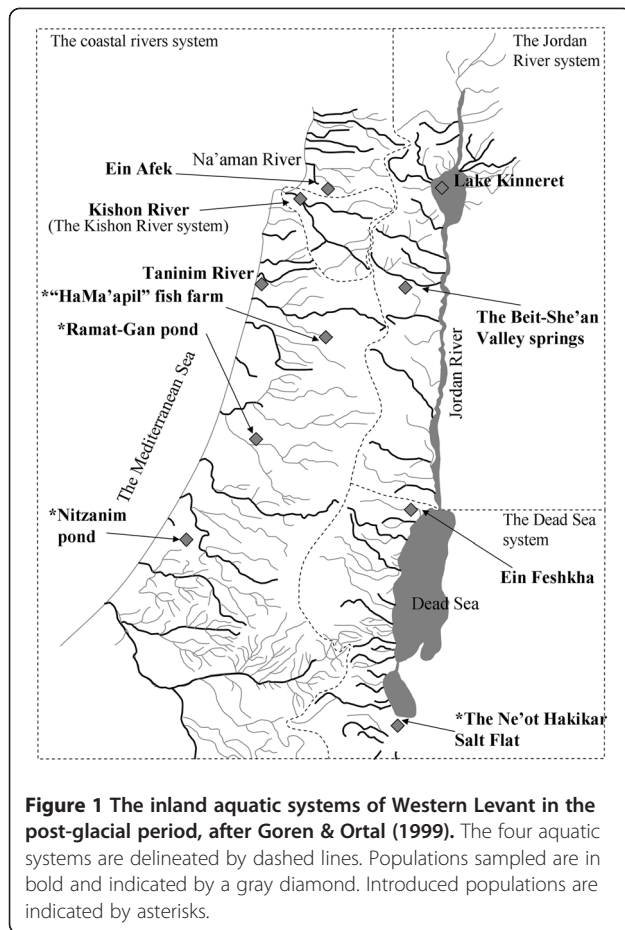 The coastal rivers system
The Jordan
River system
Na’aman River
Ein Afek
Lake Kinneret
Kishon River
(The Kishon River system)
Taninim River
*“HaMa’apil” fish farm
The Beit-She’an
Valley springs
*Ramat-Gan pond
Jordan River
The Mediterranean Sea
*Nitzanim
pond
The Dead Sea
system
Ein Feshkha
Dead Sea
*The Ne’ot Hakikar
Salt Flat
Figure 1 The inland aquatic systems of Western Levant in the
post-glacial period, after Goren & Ortal (1999). The four aquatic
systems are delineated by dashed lines. Populations sampled are in
bold and indicated by a gray diamond. Introduced populations are
indicated by asterisks.